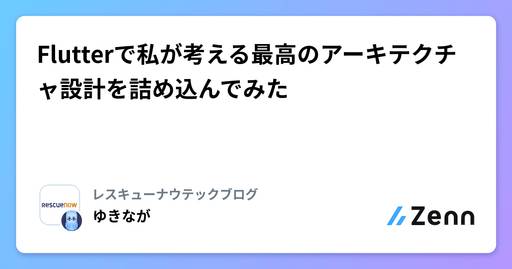 Flutterで私が考える最高のアーキテクチ
ャ設計を詰め込んでみた
レスキューナウテックブログ
RESCUENOW
ゆきなが
Zenn